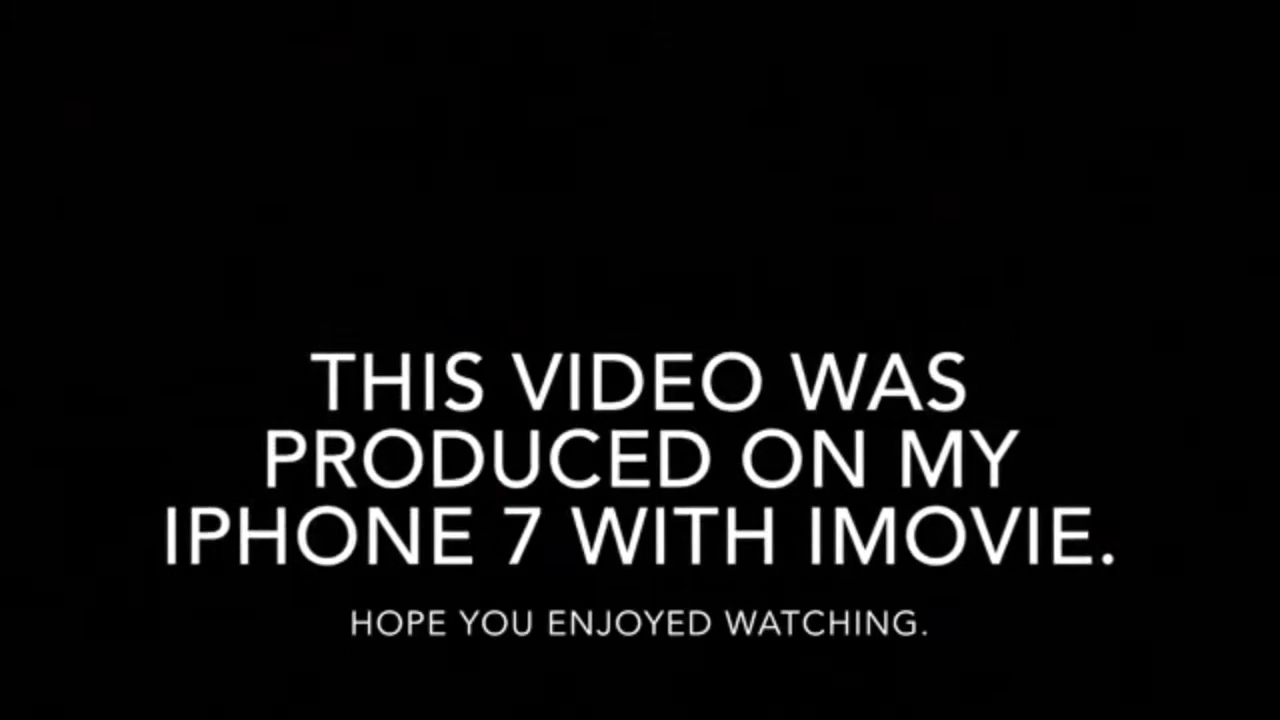 THIS VIDEO WAS
PRODUCED ON MY
IPHONE 7 WITH IMOVIE.
HOPE YOU ENJOYED WATCHING.